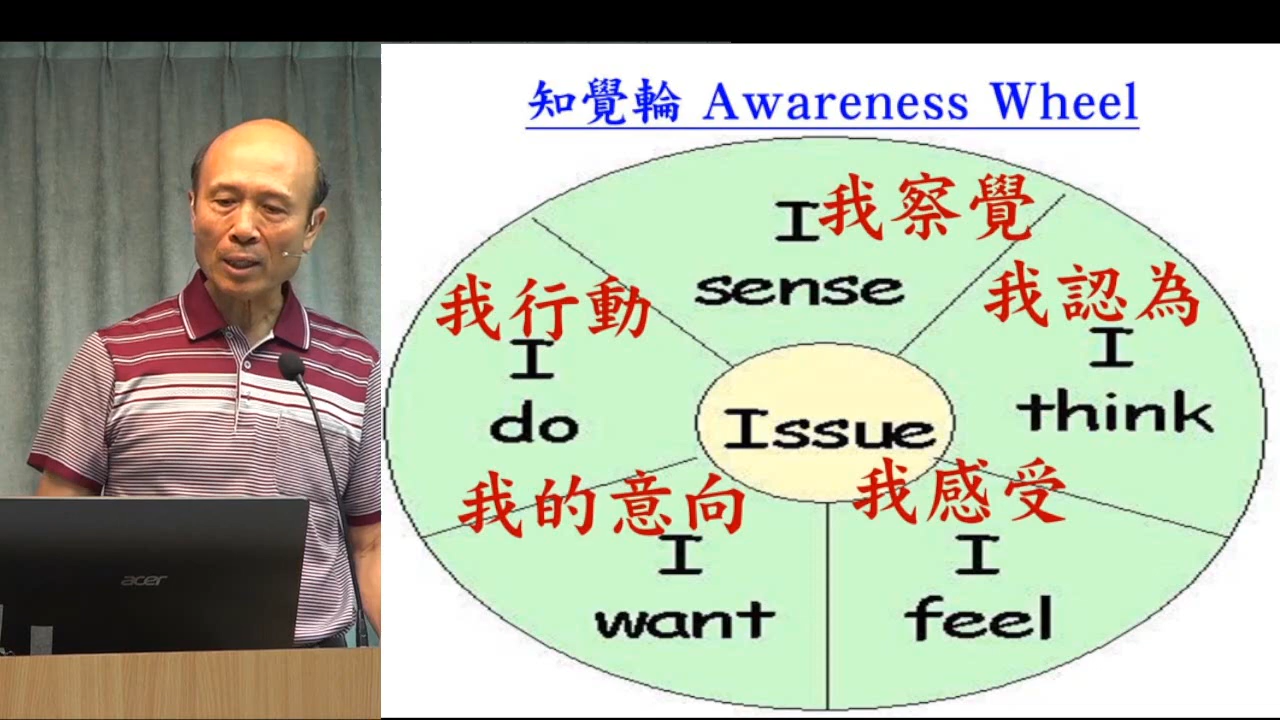 知覺輪 Awareness Wheel
I我察覺
sense
我認為
I
think
我感受
I
feel
我的意向
I
want
我行動
I
do
Issue
acer